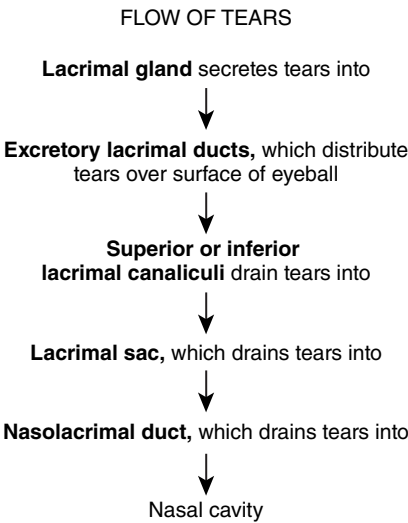 FLOW OF TEARS
Lacrimal gland secretes tears into
Excretory lacrimal ducts, which distribute
tears over surface of eyeball
Superior or inferior
lacrimal canaliculi drain tears into
Lacrimal sac, which drains tears into
Nasolacrimal duct, which drains tears into
Nasal cavity